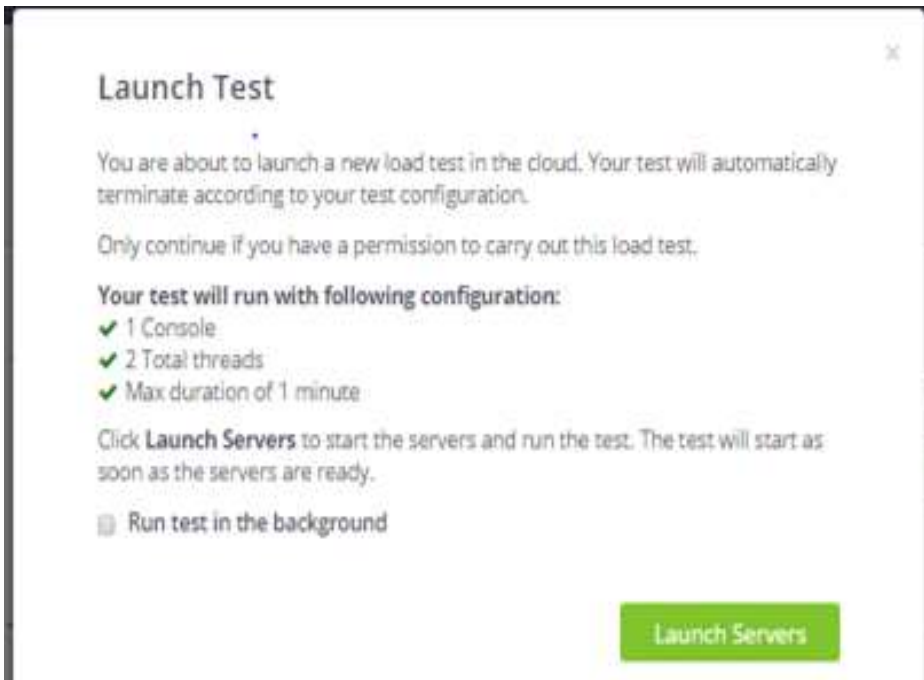 Launch Test
You are about to launch a new load test in the cloud. Your test will automatically
terminate according to your test configuration.
Only continue if you have a permission to carry out this load test.
Your test will run with following configuration:
✔ 1 Console
✔ 2 Total threads
✔ Max duration of 1 minute
Click Launch Servers to start the servers and run the test. The test will start as
soon as the servers are ready.
Run test in the background
Launch Servers